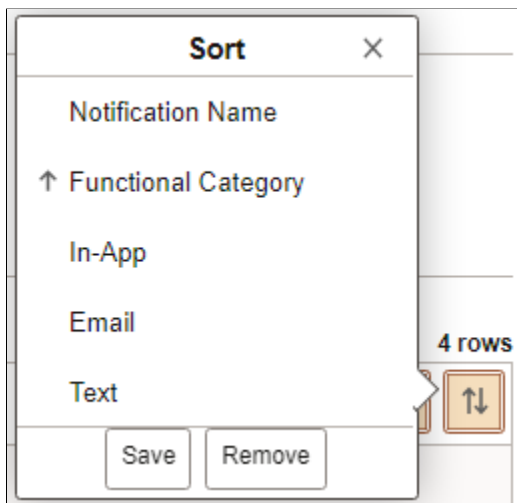 Sort
Notification Name
Functional Category
In-App
Email
4 rows
Text
Save Remove